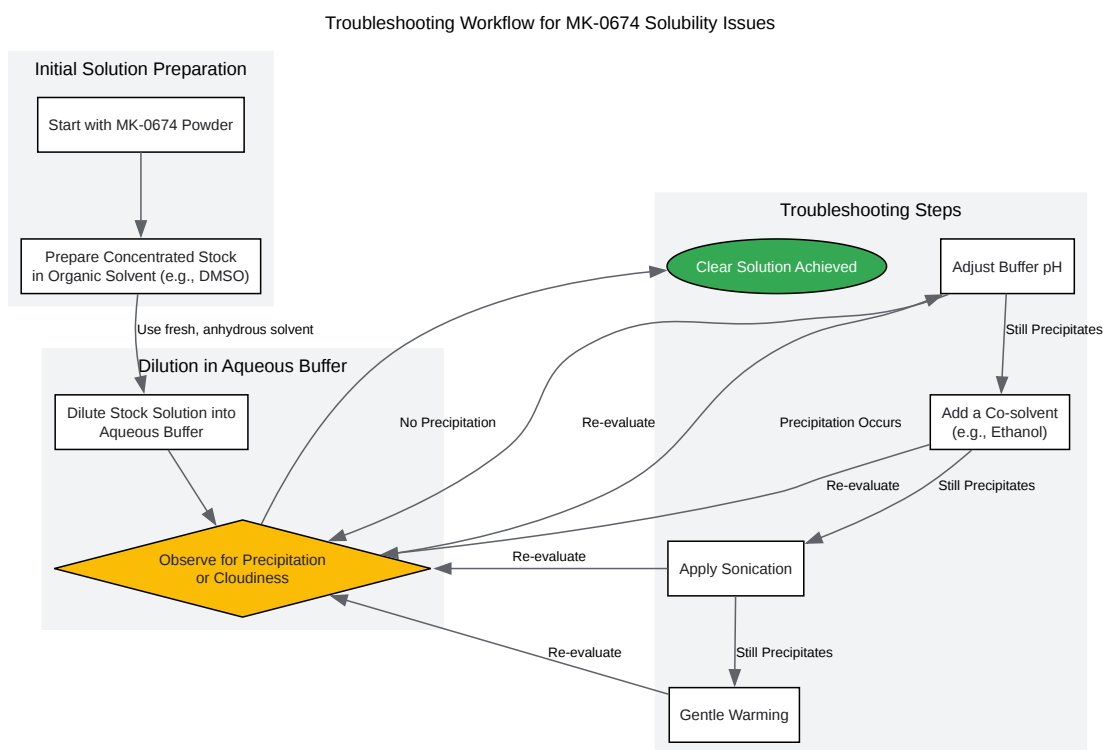 Troubleshooting Workflow for MK-0674 Solubility Issues
Initial Solution Preparation
Start with MK-0674 Powder
Prepare Concentrated Stock
in Organic Solvent (e.g., DMSO)
Use fresh, anhydrous solvent
Dilution in Aqueous Buffer
Dilute Stock Solution into
Aqueous Buffer
Observe for Precipitation
or Cloudiness
No Precipitation
Re-evaluate
Precipitation Occurs
Troubleshooting Steps
Clear Solution Achieved
Adjust Buffer pH
Still Precipitates
Add a Co-solvent
(e.g., Ethanol)
Re-evaluate
Still Precipitates
Apply Sonication
Re-evaluate
Still Precipitates
Re-evaluate
Gentle Warming